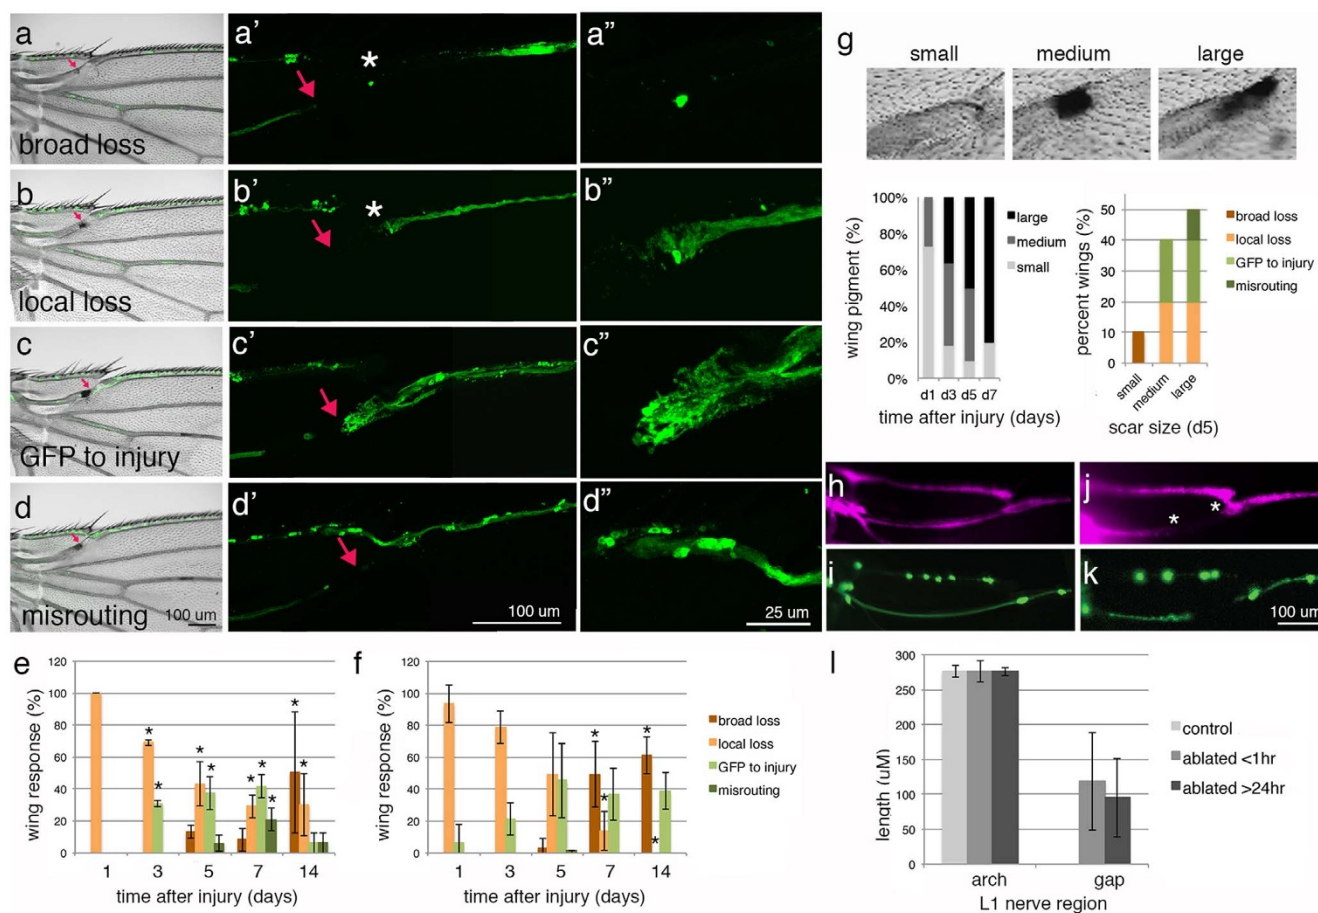 a
broad loss
a’
*
a”
b
local loss
b’
*
b”
c
GFP to injury
c’
c”
d
misrouting
100 um
d’
100 um
d”
25 um
g
small medium large
wing pigment (%)
100%
80%
60%
40%
20%
0%
d1 d3 d5 d7
time after injury (days)
large
medium
small
percent wings (%)
50
40
30
20
10
0
small
medium
large
scar size (d5)
broad loss
local loss
GFP to injury
misrouting
h
j
*
*
i
k
100 um
e
wing response (%)
120
100
80
60
40
20
0
*
*
*
*
*
*
*
*
*
1 3 5 7 14
time after injury (days)
f
wing response (%)
120
100
80
60
40
20
0
*
*
*
*
1 3 5 7 14
time after injury (days)
broad loss
local loss
GFP to injury
misrouting
l
length (uM)
300
250
200
150
100
50
0
arch gap
L1 nerve region
control
ablated <1hr
ablated >24hr